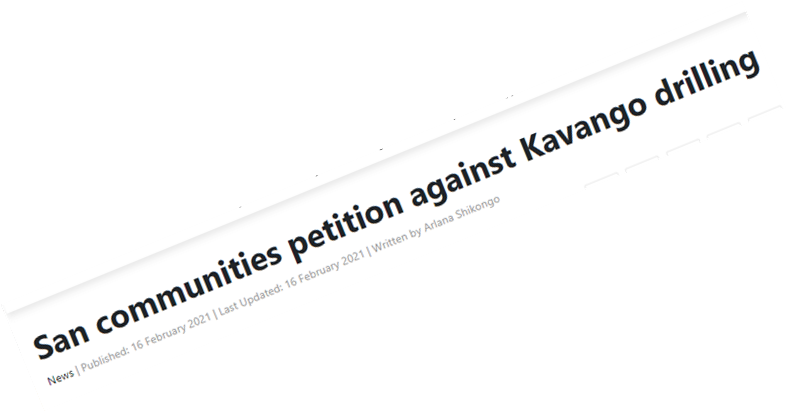 San communities petition against Kavango drilling
News | Published: 16 February 2021 | Last Updated: 16 February 2021 | Written by Arlana Shikongo